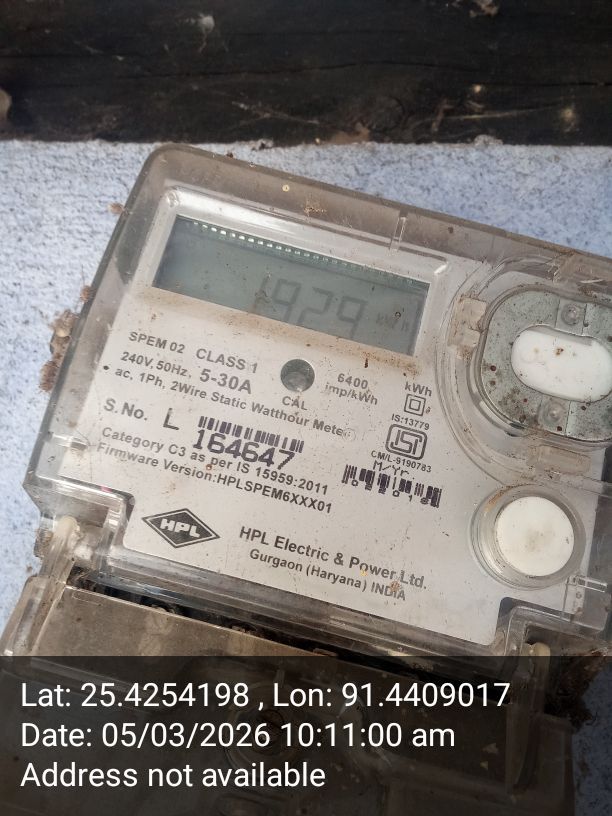 1929 kWh
SPEM 02 CLASS 1
240V, 50Hz, 5-30A
CAL
6400
imp/kWh
kWh
ac, 1Ph, 2Wire Static Watthour Meter
IS:13779
S. No. L
164647
ISI
CM/L-9190783
M/Yr.
Category C3 as per IS 15959:2011
Firmware Version:HPLSPEM6XXX01
HPL
HPL Electric & Power Ltd.
Gurgaon (Haryana) INDIA
Lat: 25.4254198 , Lon: 91.4409017
Date: 05/03/2026 10:11:00 am
Address not available